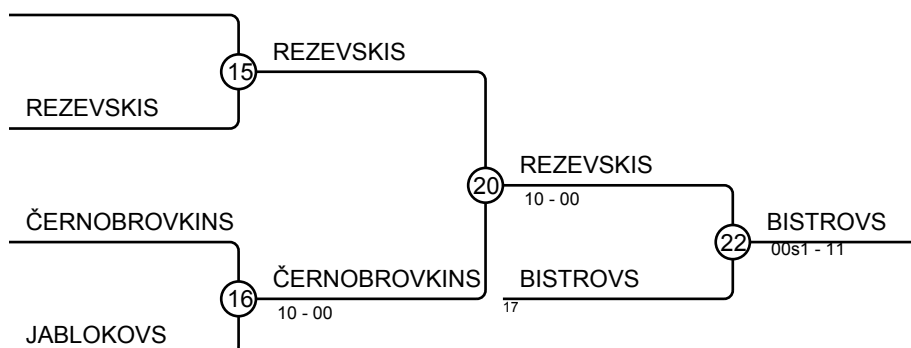 REZEVSKIS
15
REZEVSKIS
REZEVSKIS
20
10 - 00
ČERNOBROVKINS
BISTROVS
22
00s1 - 11
ČERNOBROVKINS
BISTROVS
16
10 - 00
17
JABLOKOVS